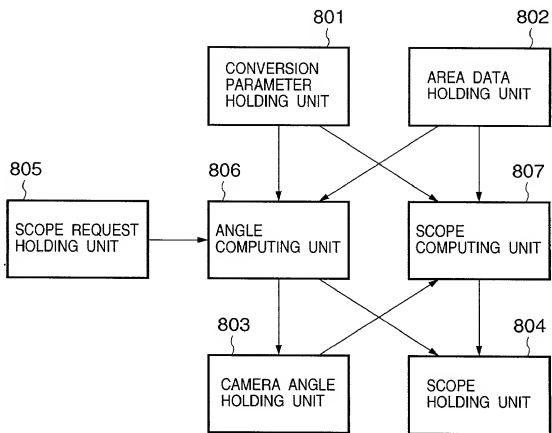 801
802
CONVERSION
PARAMETER
HOLDING UNIT
AREA DATA
HOLDING UNIT
805
806
807
SCOPE REQUEST
HOLDING UNIT
ANGLE
COMPUTING UNIT
SCOPE
COMPUTING UNIT
803
804
CAMERA ANGLE
HOLDING UNIT
SCOPE
HOLDING UNIT